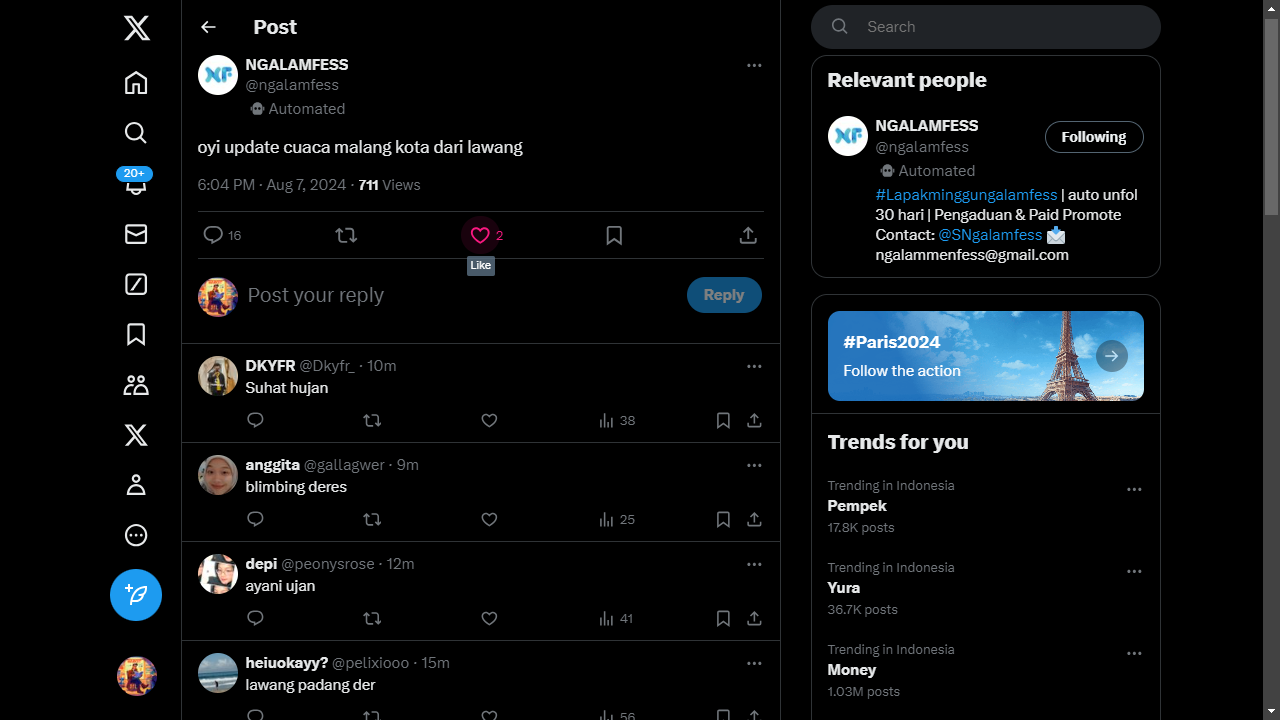 Post
NGALAMFESS
@ngalamfess
Automated
oyi update cuaca malang kota dari lawang
6:04 PM · Aug 7, 2024 · 711 Views
16
2
Like
Post your reply
Reply
DKYFR @Dkyfr_ · 10m
Suhat hujan
38
anggita @gallagwer · 9m
blimbing deres
25
depi @peonysrose · 12m
ayani ujan
41
heiuokayy? @pelixiooo · 15m
lawang padang der
56
20+
Search
Relevant people
NGALAMFESS
@ngalamfess
Following
Automated
#Lapakminggungalamfess | auto unfol
30 hari | Pengaduan & Paid Promote
Contact: @SNgalamfess 📩
ngalammenfess@gmail.com
#Paris2024
Follow the action
Trends for you
Trending in Indonesia
Pempek
17.8K posts
Trending in Indonesia
Yura
36.7K posts
Trending in Indonesia
Money
1.03M posts